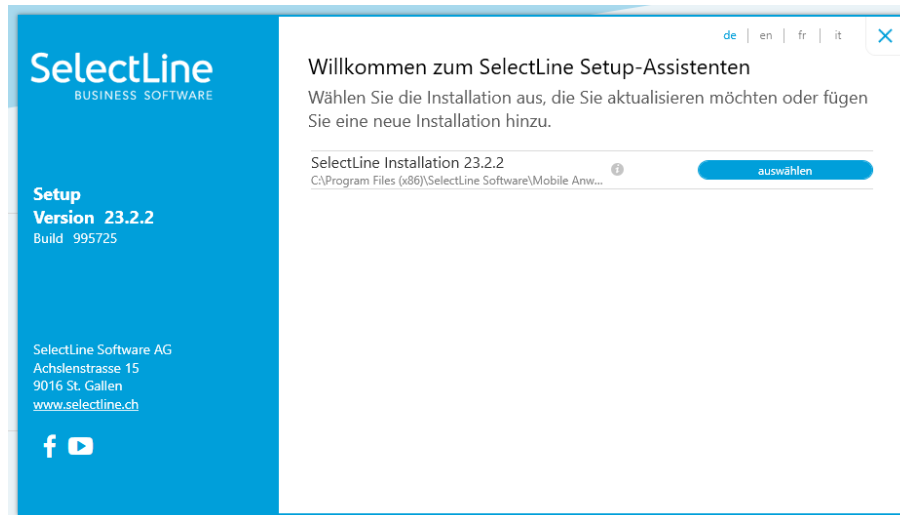 SelectLine
BUSINESS SOFTWARE
Setup
Version 23.2.2
Build 995725
SelectLine Software AG
Achslenstrasse 15
9016 St. Gallen
www.selectline.ch
de | en | fr | it
Willkommen zum SelectLine Setup-Assistenten
Wählen Sie die Installation aus, die Sie aktualisieren möchten oder fügen
Sie eine neue Installation hinzu.
SelectLine Installation 23.2.2
C:\Program Files (x86)\SelectLine Software\Mobile Anw...
auswählen